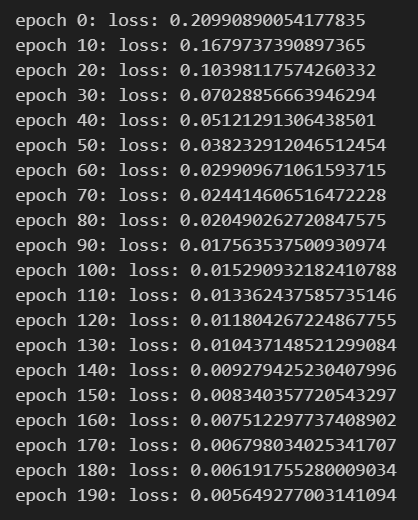 epoch 0: loss: 0.20990890054177835
epoch 10: loss: 0.1679737390897365
epoch 20: loss: 0.10398117574260332
epoch 30: loss: 0.07028856663946294
epoch 40: loss: 0.05121291306438501
epoch 50: loss: 0.038232912046512454
epoch 60: loss: 0.029909671061593715
epoch 70: loss: 0.024414606516472228
epoch 80: loss: 0.020490262720847575
epoch 90: loss: 0.017563537500930974
epoch 100: loss: 0.015290932182410788
epoch 110: loss: 0.013362437585735146
epoch 120: loss: 0.011804267224867755
epoch 130: loss: 0.010437148521299084
epoch 140: loss: 0.009279425230407996
epoch 150: loss: 0.008340357720543297
epoch 160: loss: 0.007512297737408902
epoch 170: loss: 0.006798034025341707
epoch 180: loss: 0.006191755280009034
epoch 190: loss: 0.005649277003141094